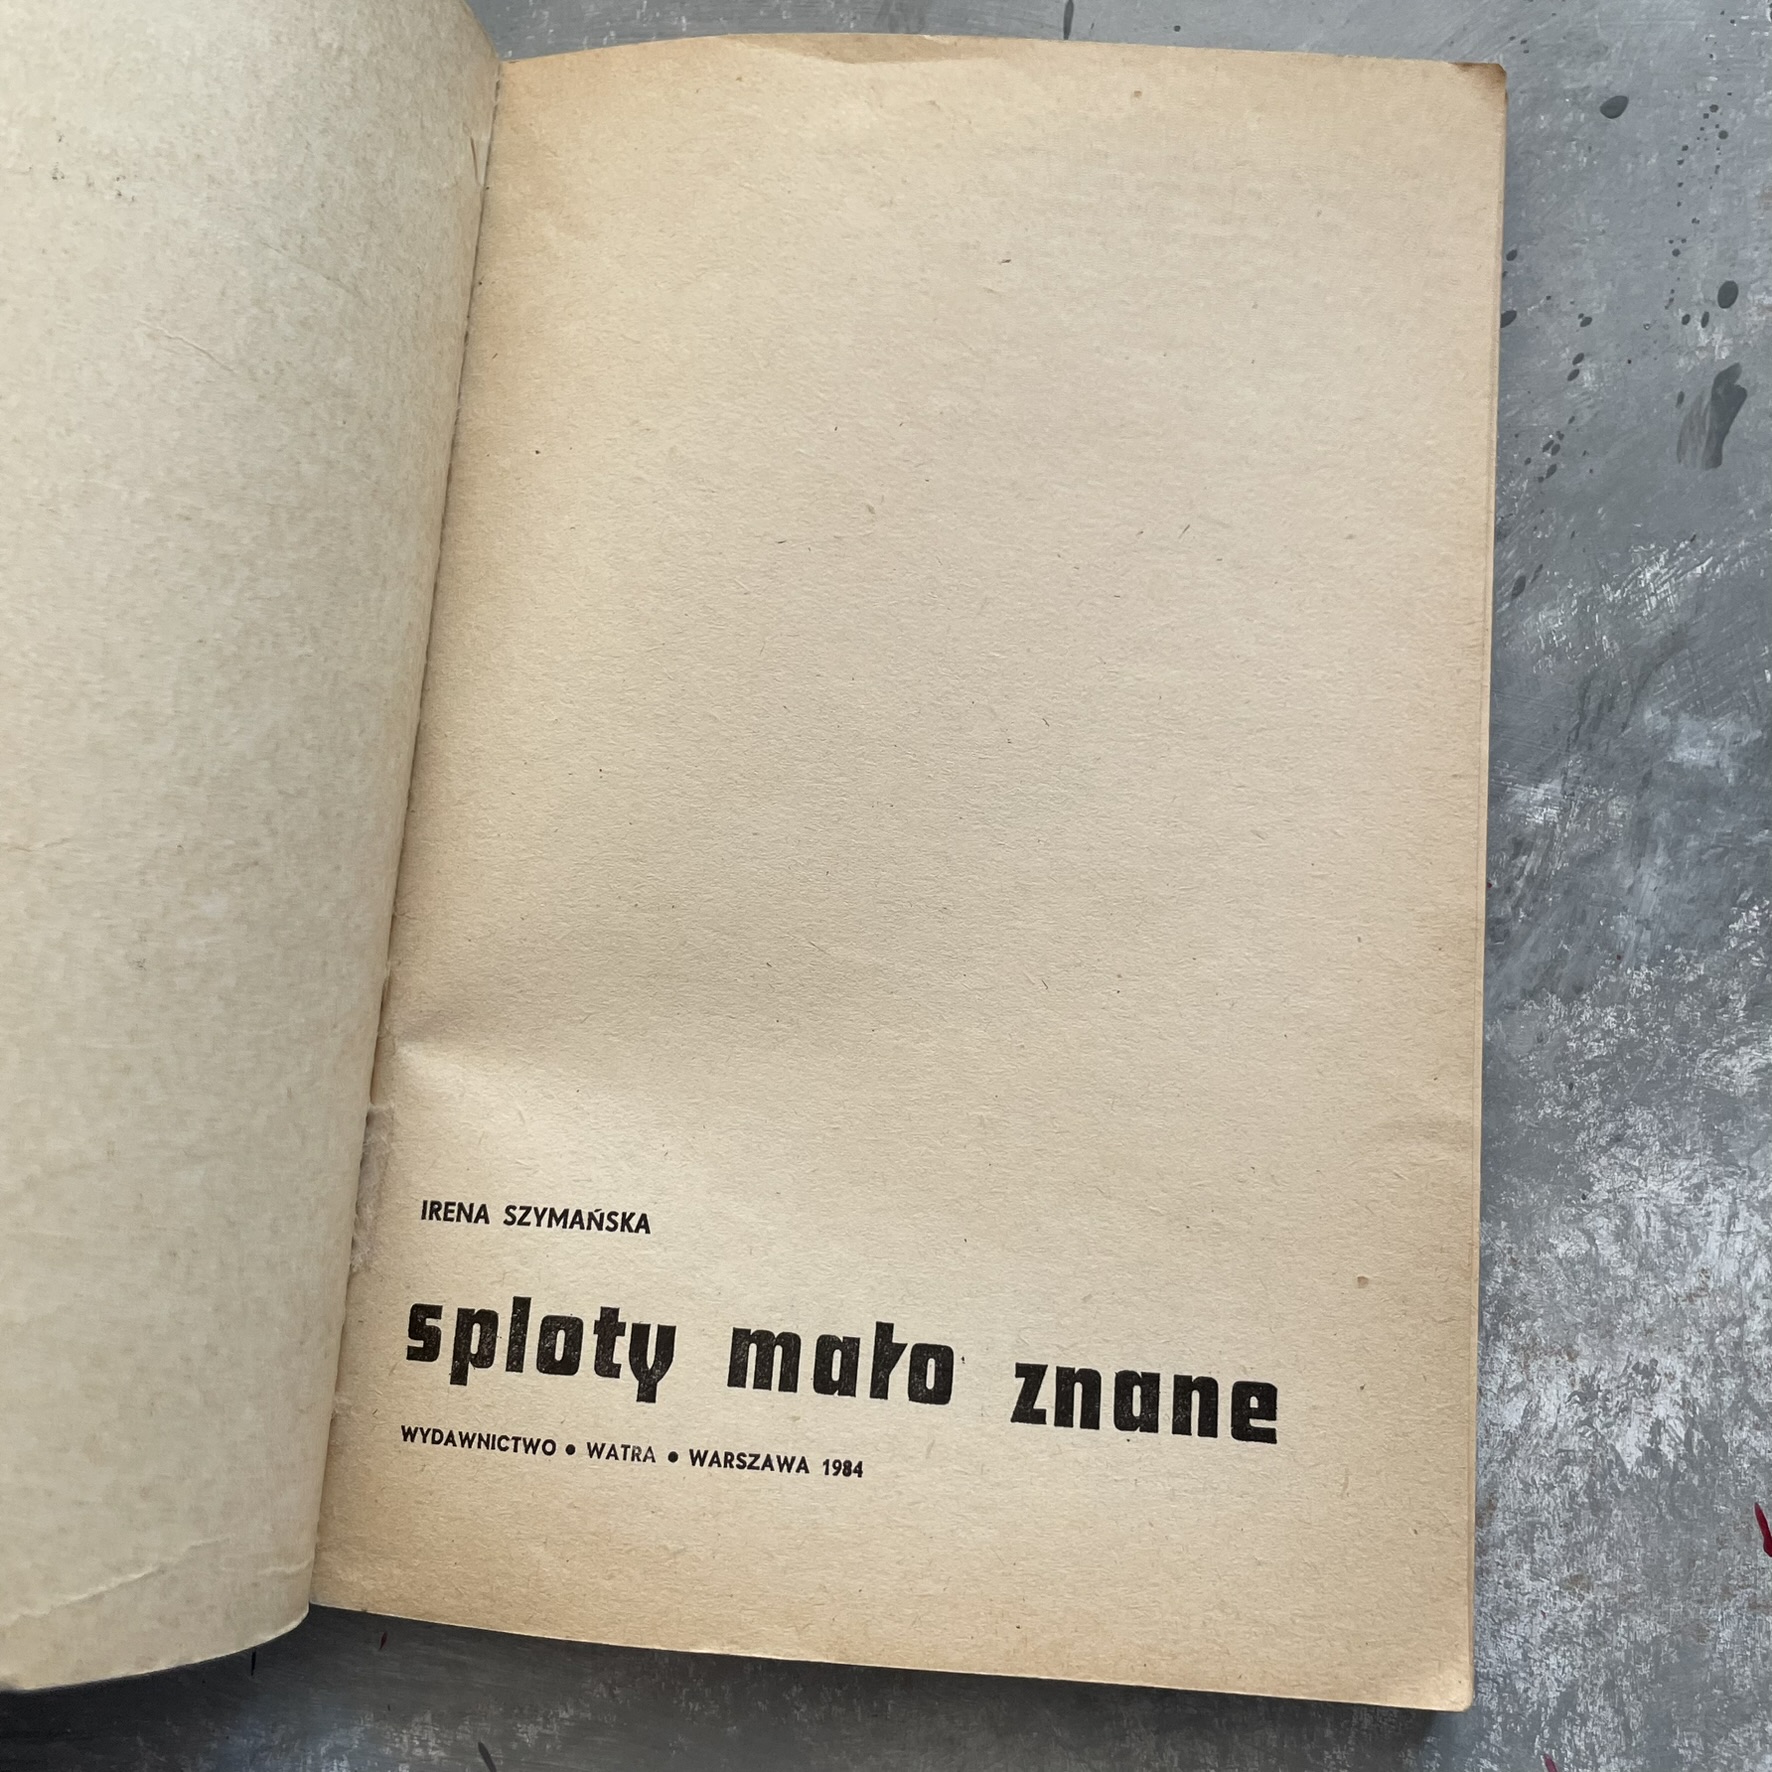 IRENA SZYMAŃSKA
sploty mało znane
WYDAWNICTWO ● WATRA ● WARSZAWA 1984